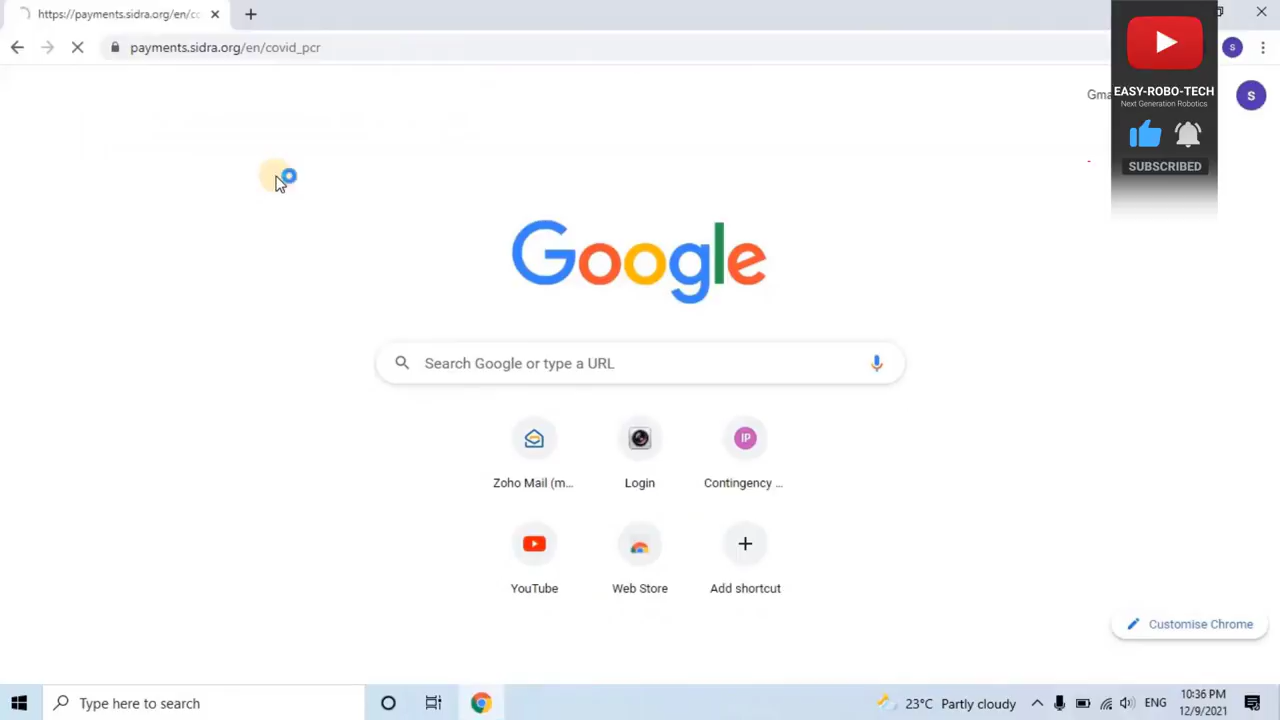 https://payments.sidra.org/en/cc
payments.sidra.org/en/covid_pcr
S
Gma
S
EASY-ROBO-TECH
Next Generation Robotics
SUBSCRIBED
Google
Search Google or type a URL
IP
Zoho Mail (m...
Login
Contingency ...
YouTube
Web Store
Add shortcut
Customise Chrome
Type here to search
23°C Partly cloudy
ENG
10:36 PM
12/9/2021